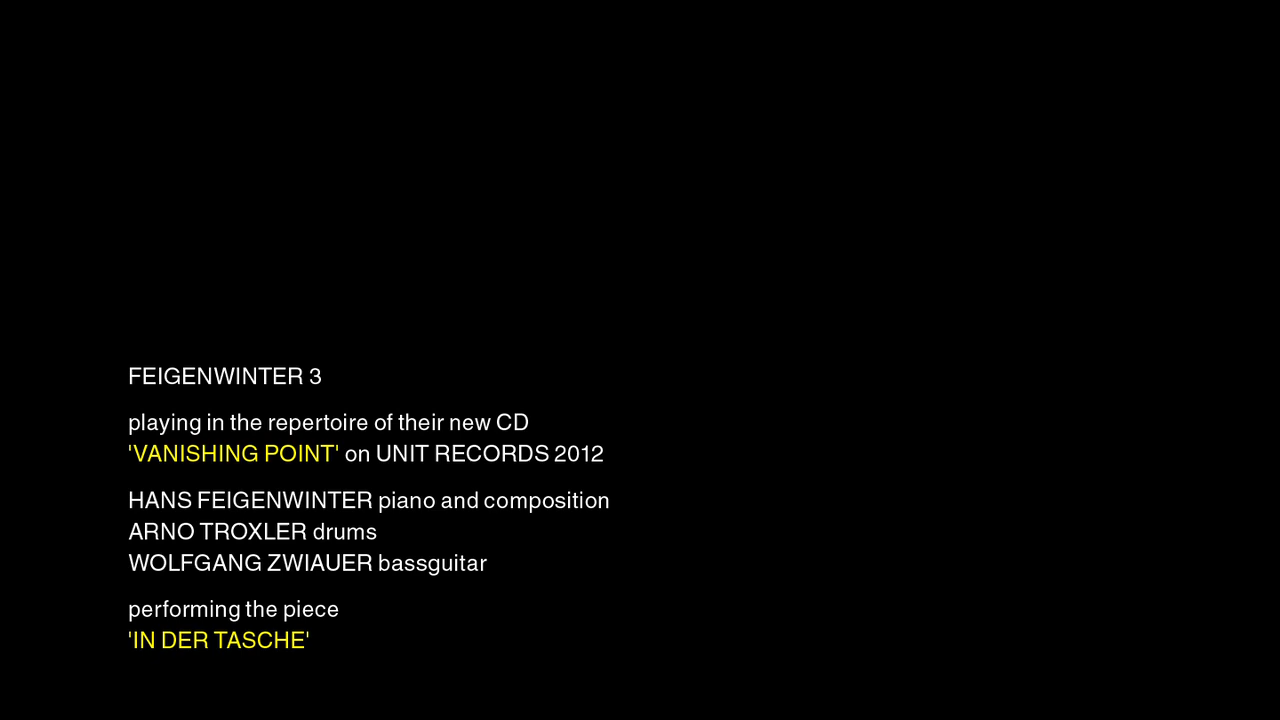 FEIGENWINTER 3
playing in the repertoire of their new CD
'VANISHING POINT' on UNIT RECORDS 2012
HANS FEIGENWINTER piano and composition
ARNO TROXLER drums
WOLFGANG ZWIAUER bassguitar
performing the piece
'IN DER TASCHE'